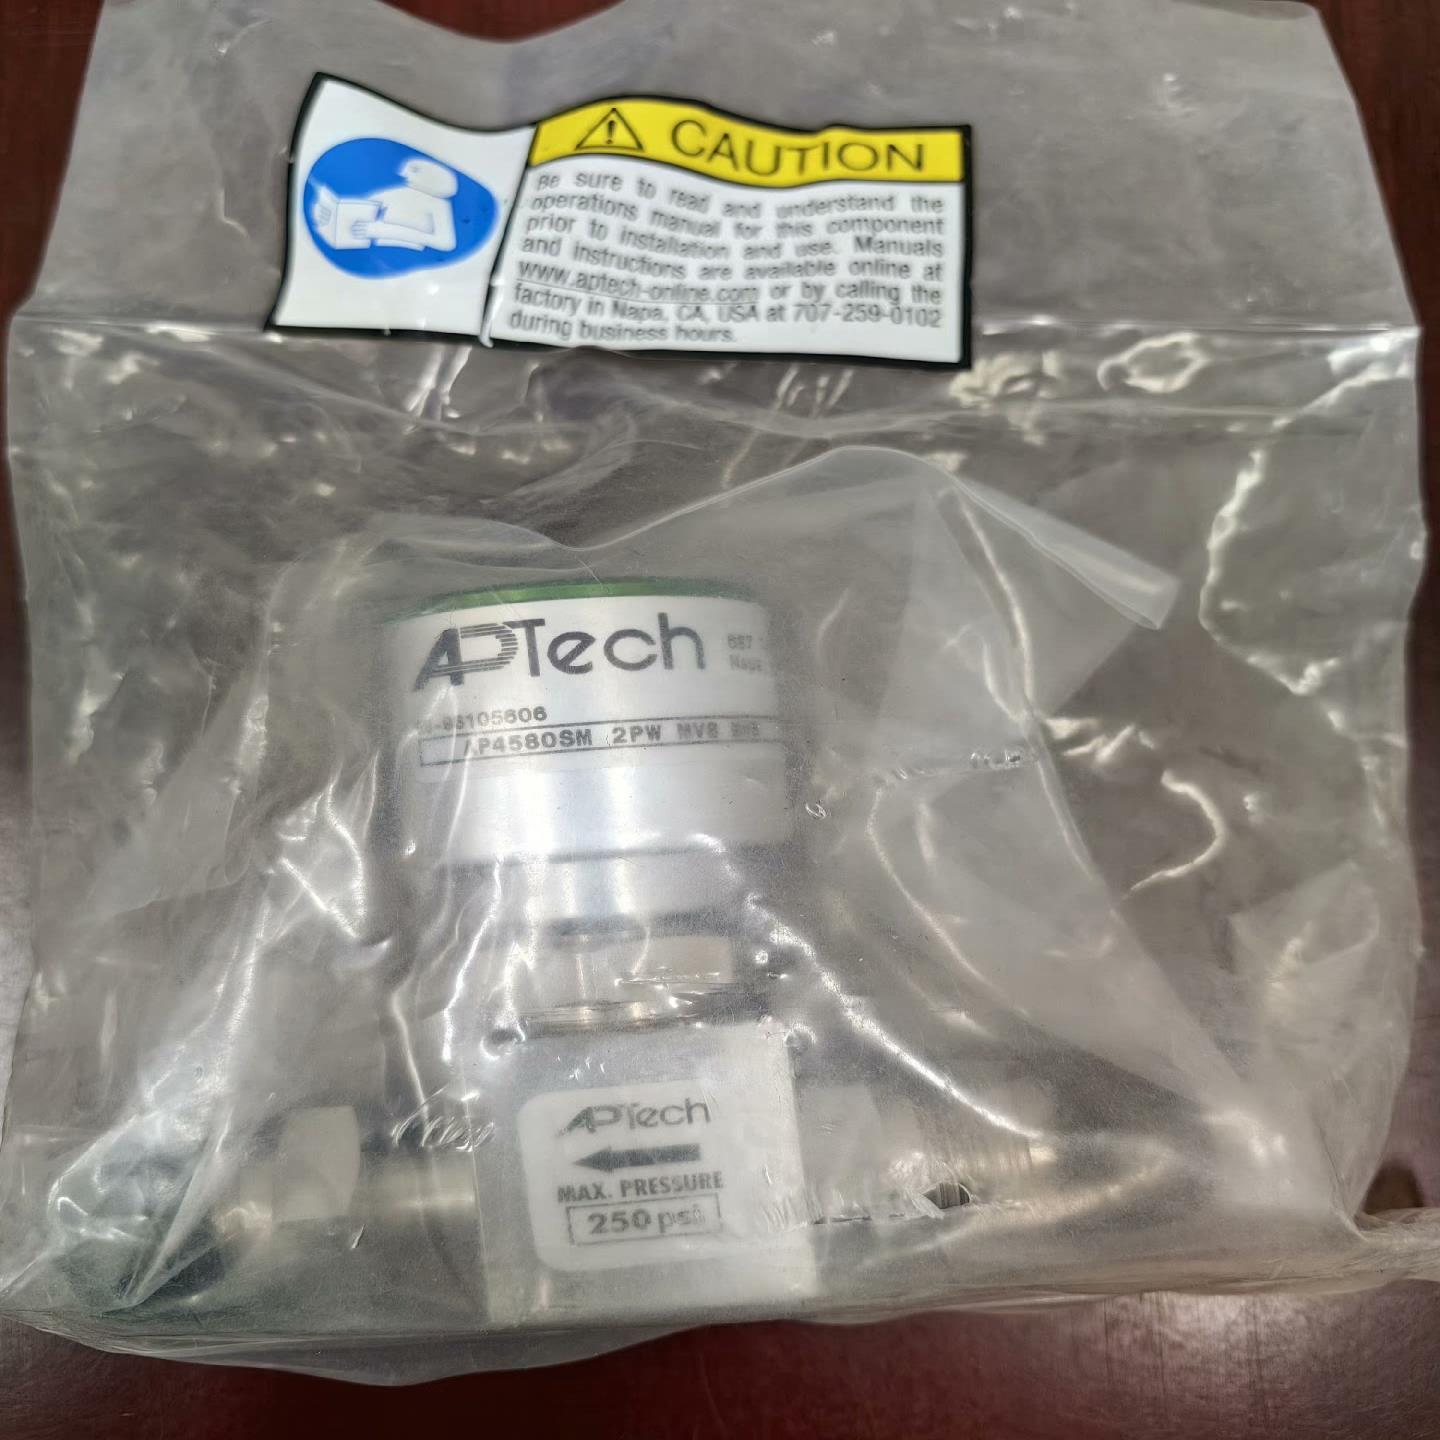 CAUTION
Be sure to read and understand the
operations manual for this component
prior to installation and use. Manuals
and instructions are available online at
www.aptech-online.com or by calling the
factory in Napa, CA, USA at 707-259-0102
during business hours.
APTech 687
Napa
AP4580SM 2PW MV8
APTech
MAX. PRESSURE
250 psi